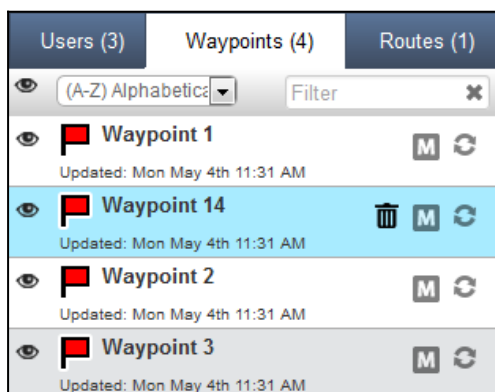 Users (3) Waypoints (4) Routes (1)
(A-Z) Alphabetica Filter
Waypoint 1
M
Updated: Mon May 4th 11:31 AM
Waypoint 14
M
Updated: Mon May 4th 11:31 AM
Waypoint 2
M
Updated: Mon May 4th 11:31 AM
Waypoint 3
M
Updated: Mon May 4th 11:31 AM